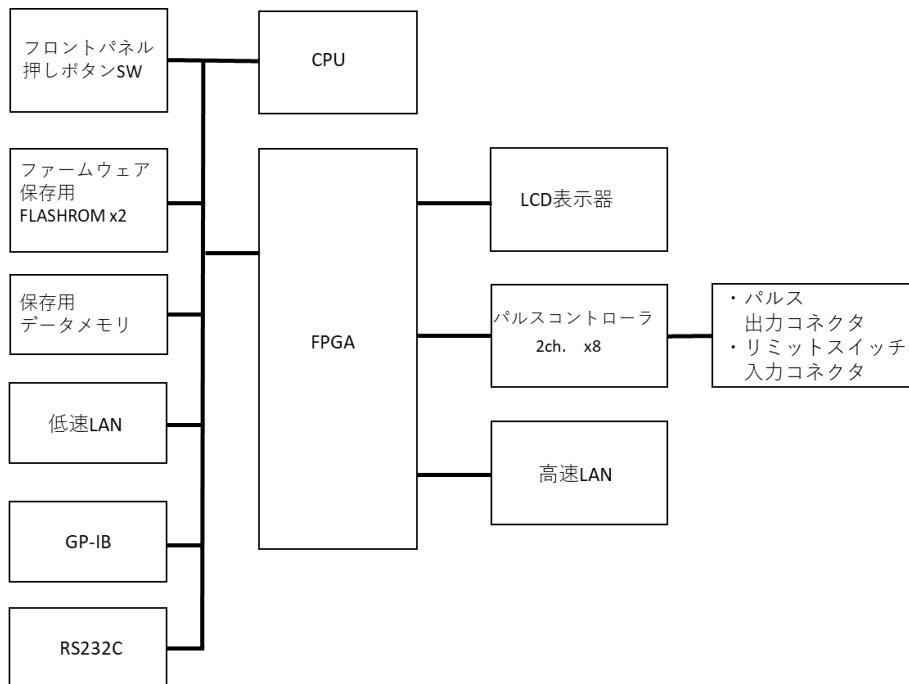 フロントパネル
押しボタンSW
CPU
ファームウェア
保存用
FLASHROM x2
LCD表示器
保存用
データメモリ
FPGA
パルスコントローラ
2ch. x8
・パルス
出力コネクタ
・リミットスイッチ
入力コネクタ
低速LAN
高速LAN
GP-IB
RS232C